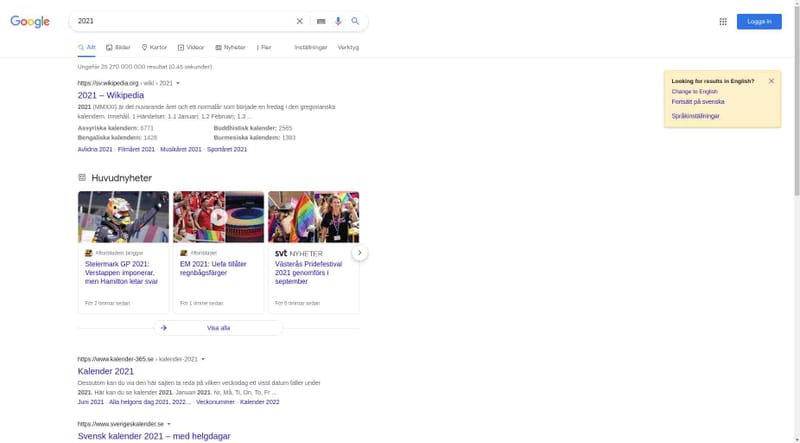 Google
2021
Logga in
Allt
Bilder
Kartor
Videor
Nyheter
Fler
Inställningar
Verktyg
Ungefär 25 270 000 000 resultat (0,45 sekunder)
Looking for results in English?
Change to English
Fortsätt på svenska
Språkinställningar
https://sv.wikipedia.org › wiki › 2021
2021 – Wikipedia
2021 (MMXXI) är det nuvarande året och ett normalår som började en fredag i den gregorianska
kalendern. Innehåll. 1 Händelser. 1.1 Januari; 1.2 Februari; 1.3 ...
Assyriska kalendern: 6771
Buddhistisk kalender: 2565
Bengaliska kalendern: 1428
Burmesiska kalendern: 1383
Avlidna 2021 · Filmåret 2021 · Musikåret 2021 · Sportåret 2021
Huvudnyheter
Aftonbladets bloggar
Steiermark GP 2021:
Verstappen imponerar,
men Hamilton letar svar
För 2 timmar sedan
Aftonbladet
EM 2021: Uefa tillåter
regnbågsfärger
För 1 timme sedan
svt NYHETER
Västerås Pridefestival
2021 genomförs i
september
För 6 timmar sedan
Visa alla
https://www.kalender-365.se › kalender-2021
Kalender 2021
Dessutom kan du via den här sajten ta reda på vilken veckodag ett visst datum faller under
2021. Här kan du se kalender 2021. Januari 2021. Nr, Må, Ti, On, To, Fr ...
Juni 2021 · Alla helgons dag 2021, 2022... · Veckonummer · Kalender 2022
https://www.sverigeskalender.se
Svensk kalender 2021 – med helgdagar